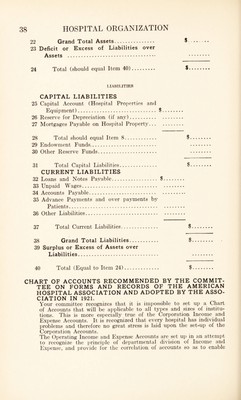 38 HOSPITAL ORGANIZATION
22 Grand Total Assets............... $........
23 Deficit or Excess of Liabilities over
Assets ............................ ........
24 Total (should equal Item 40)......... $.......
LIABILITIES
CAPITAL LIABILITIES
25 Capital Account (Hospital Properties and
Equipment)........................... $.......
26 Reserve for Depreciation (if any)......... .......
27 Mortgages Payable on Hospital Property... .......
28 Total should equal Item 8............ $.......
29 Endowment Funds...................... .......
30 Other Reserve Funds................... .......
31 Total Capital Liabilities.............. $.......
CURRENT LIABILITIES
32 Loans and Notes Payable............... $.......
33 Unpaid Wages......................... .......
34 Accounts Payable...................... .......
35 Advance Payments and over payments by
Patients............................. .......
36 Other Liabilities....................... .......
37 Total Current Liabilities............. $.......
38 Grand Total Liabilities............ $.......
39 Surplus or Excess of Assets over
Liabilities.......................... .......
40 Total (Equal to Item 24)............ $.......
CHART OF ACCOUNTS RECOMMENDED BY THE COMMIT-
TEE ON FORMS AND RECORDS OF THE AMERICAN
HOSPITAL ASSOCIATION AND ADOPTED BY THE ASSO-
CIATION IN 1921.
Your committee recognizes that it is impossible to set up a Chart
of Accounts that will be applicable to all types and sizes of institu-
tions. This is more especially true of the Corporation Income and
Expense Accounts. It is recognized that every hospital has individual
problems and therefore no great stress is laid upon the set-up of the
Corporation Accounts.
The Operating Income and Expense Accounts are set up in an attempt
to recognize the principle of departmental division of Income and
Expense, and provide for the correlation of accounts so as to enable